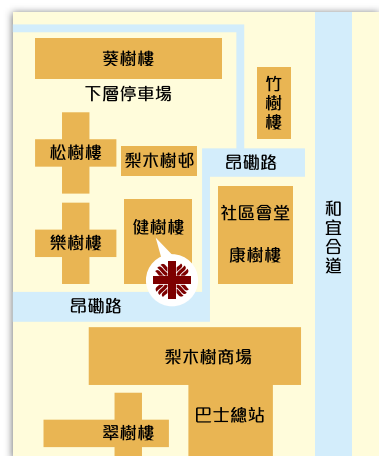 葵樹樓
下層停車場
竹樹樓
松樹樓
梨木樹邨
昂磡路
社區會堂
健樹樓
和宜合道
樂樹樓
康樹樓
昂磡路
梨木樹商場
巴士總站
翠樹樓